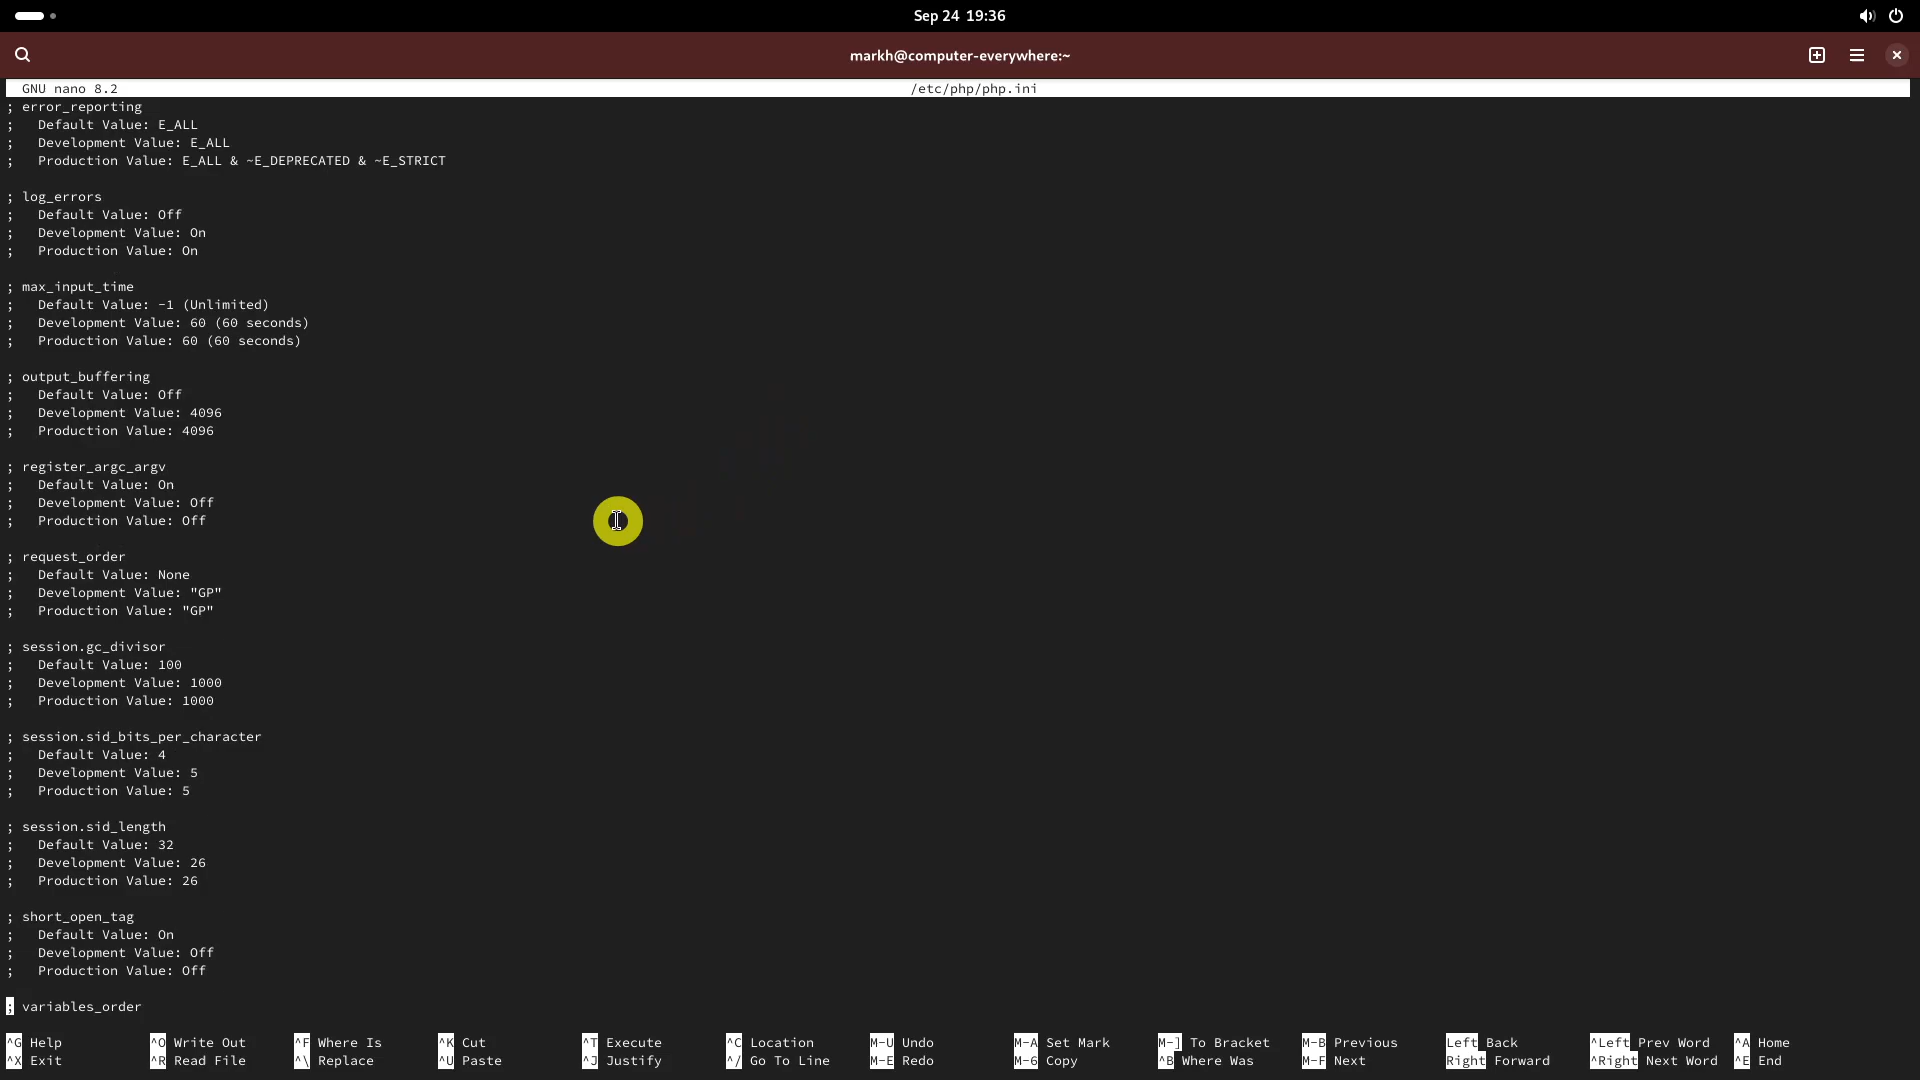 Sep 24 19:36
markh@computer-everywhere:~
GNU nano 8.2 /etc/php/php.ini
; error_reporting
;   Default Value: E_ALL
;   Development Value: E_ALL
;   Production Value: E_ALL & ~E_DEPRECATED & ~E_STRICT
; log_errors
;   Default Value: Off
;   Development Value: On
;   Production Value: On
; max_input_time
;   Default Value: -1 (Unlimited)
;   Development Value: 60 (60 seconds)
;   Production Value: 60 (60 seconds)
; output_buffering
;   Default Value: Off
;   Development Value: 4096
;   Production Value: 4096
; register_argc_argv
;   Default Value: On
;   Development Value: Off
;   Production Value: Off
; request_order
;   Default Value: None
;   Development Value: "GP"
;   Production Value: "GP"
; session.gc_divisor
;   Default Value: 100
;   Development Value: 1000
;   Production Value: 1000
; session.sid_bits_per_character
;   Default Value: 4
;   Development Value: 5
;   Production Value: 5
; session.sid_length
;   Default Value: 32
;   Development Value: 26
;   Production Value: 26
; short_open_tag
;   Default Value: On
;   Development Value: Off
;   Production Value: Off
; variables_order
^G Help ^O Write Out ^F Where Is ^K Cut ^T Execute ^C Location M-U Undo M-A Set Mark M-] To Bracket M-B Previous Left Back ^Left Prev Word ^A Home
^X Exit ^R Read File ^\ Replace ^U Paste ^J Justify ^/ Go To Line M-E Redo M-6 Copy ^B Where Was M-F Next Right Forward ^Right Next Word ^E End